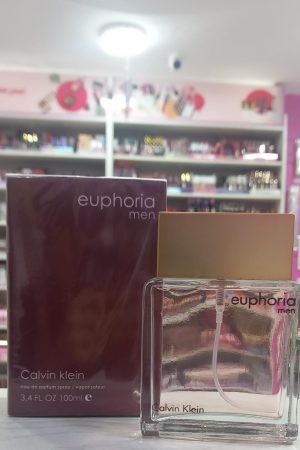 euphoria
men
Calvin klein
eau de parfum spray / vaporisateur
3.4 FL OZ 100ml e
euphoria
men
Calvin Klein